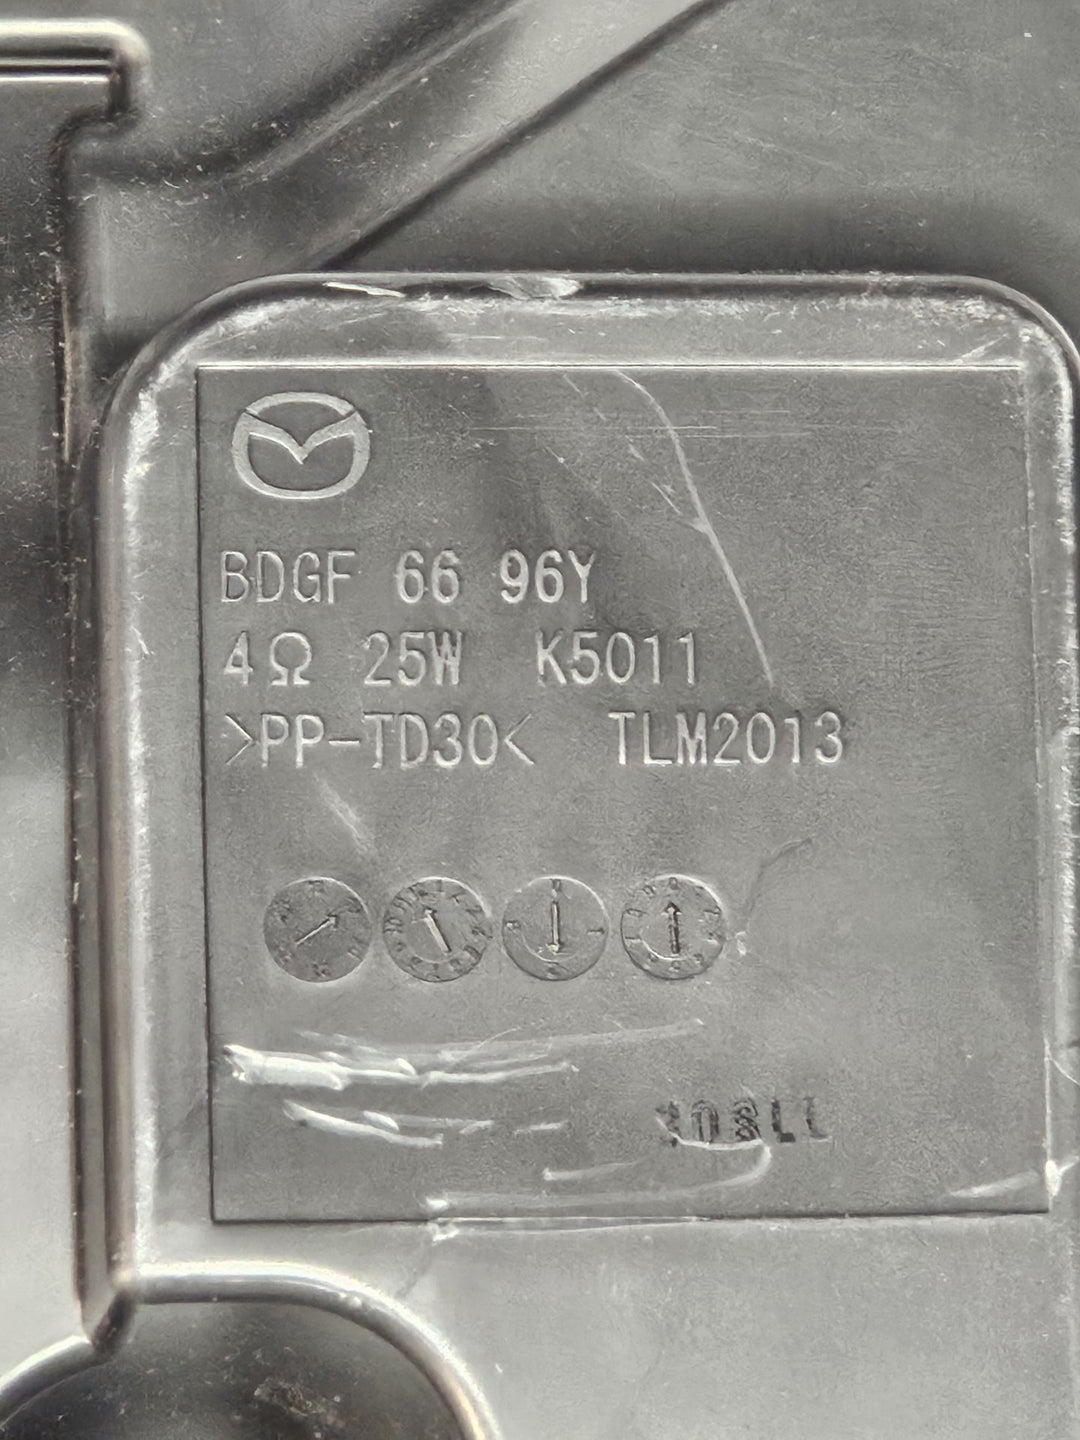 BDGF 66 96Y
4Ω 25W K5011
>PP-TD30< TLM2013